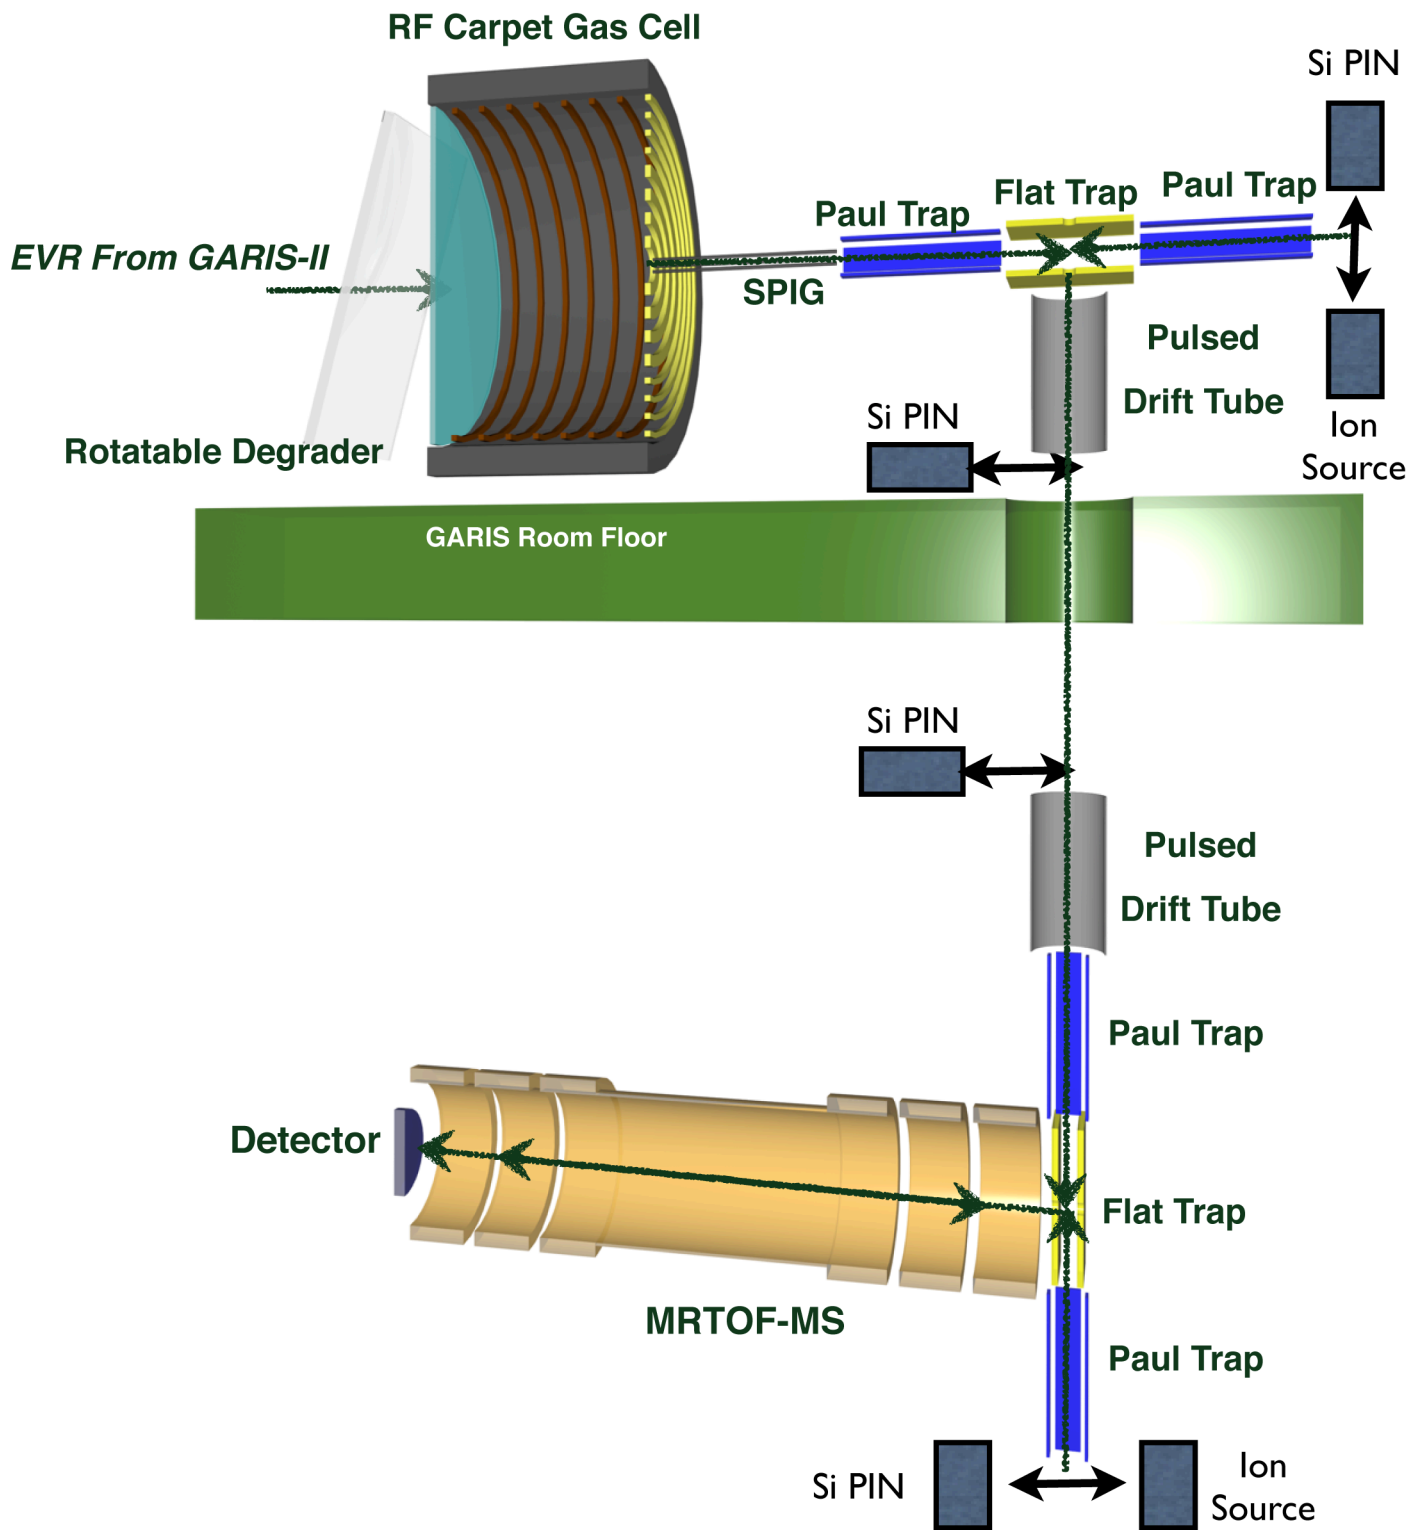 RF Carpet Gas Cell
Si PIN
Paul Trap
Flat Trap
Paul Trap
EVR From GARIS-II
SPIG
Pulsed
Drift Tube
Si PIN
Ion
Source
Rotatable Degrader
GARIS Room Floor
Si PIN
Pulsed
Drift Tube
Paul Trap
Detector
Flat Trap
MRTOF-MS
Paul Trap
Si PIN
Ion
Source